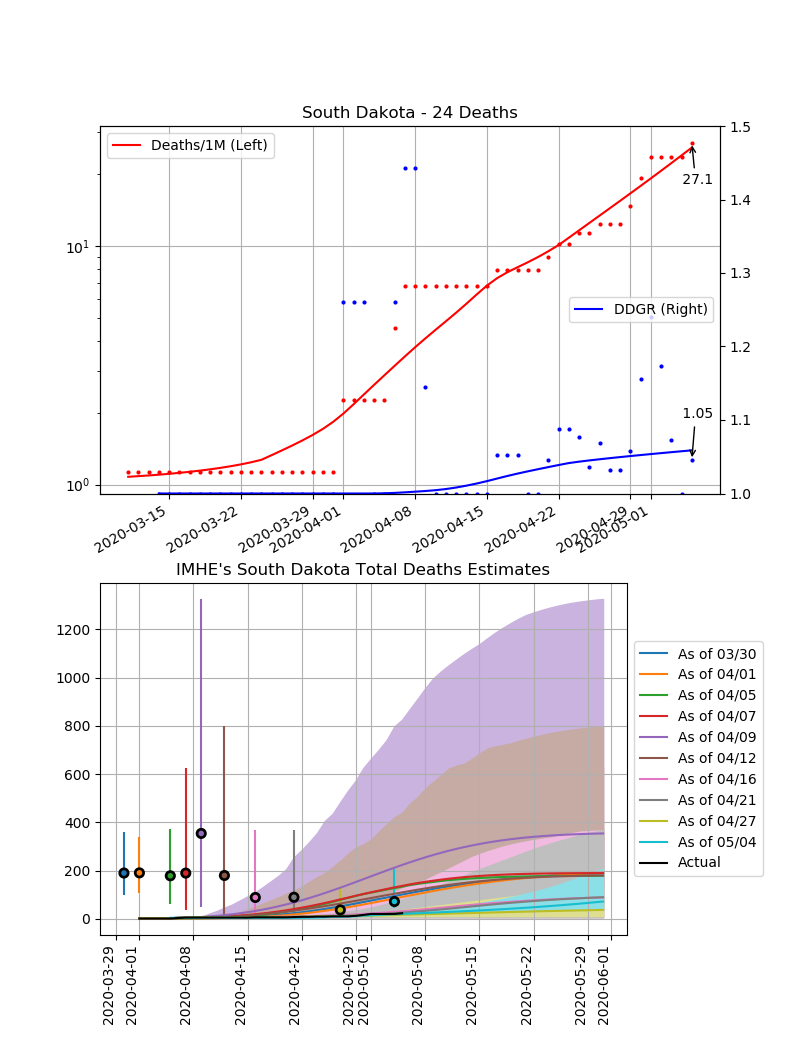 South Dakota - 24 Deaths
Deaths/1M (Left)
DDGR (Right)
27.1
1.05
10^1
10^0
1.5
1.4
1.3
1.2
1.1
1.0
2020-03-15
2020-03-22
2020-03-29
2020-04-01
2020-04-08
2020-04-15
2020-04-22
2020-04-29
2020-05-01
IMHE's South Dakota Total Deaths Estimates
1200
1000
800
600
400
200
0
As of 03/30
As of 04/01
As of 04/05
As of 04/07
As of 04/09
As of 04/12
As of 04/16
As of 04/21
As of 04/27
As of 05/04
Actual
2020-03-29
2020-04-01
2020-04-08
2020-04-15
2020-04-22
2020-04-29
2020-05-01
2020-05-08
2020-05-15
2020-05-22
2020-05-29
2020-06-01